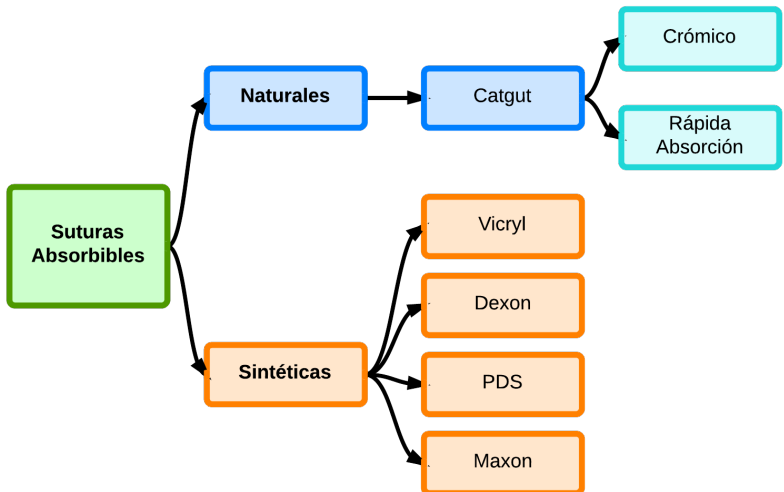 Suturas
Absorbibles
Naturales
Catgut
Crómico
Rápida
Absorción
Sintéticas
Vicryl
Dexon
PDS
Maxon